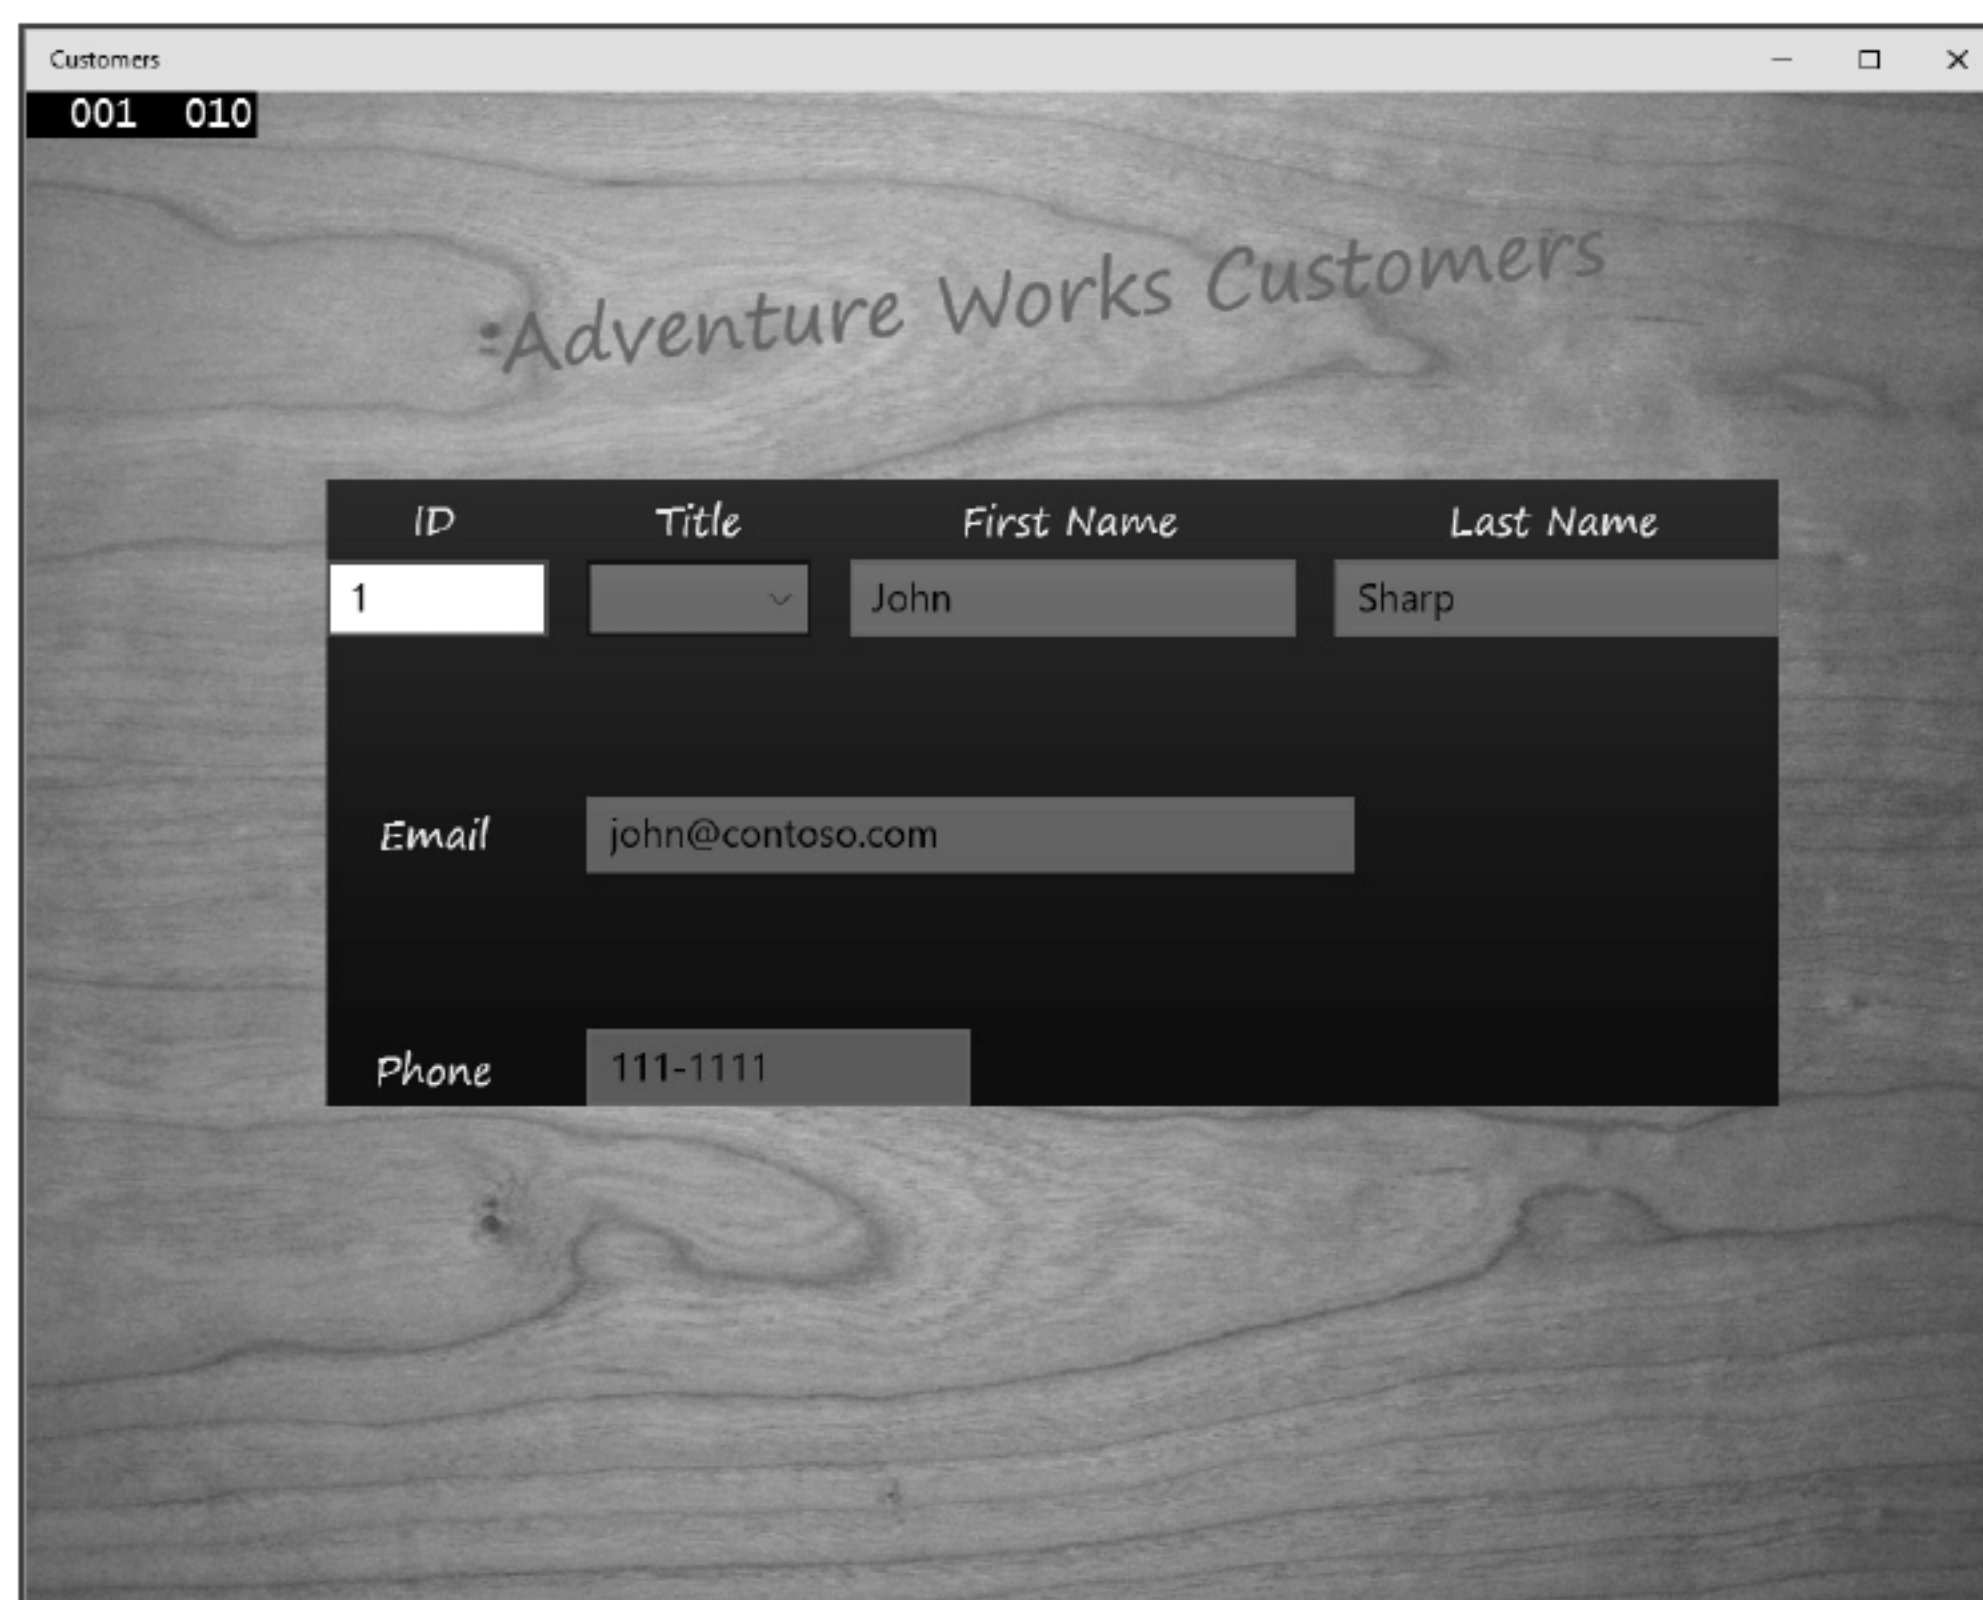 Customers
001 010
Adventure Works Customers
ID Title First Name Last Name
1 John Sharp
Email john@contoso.com
Phone 111-1111